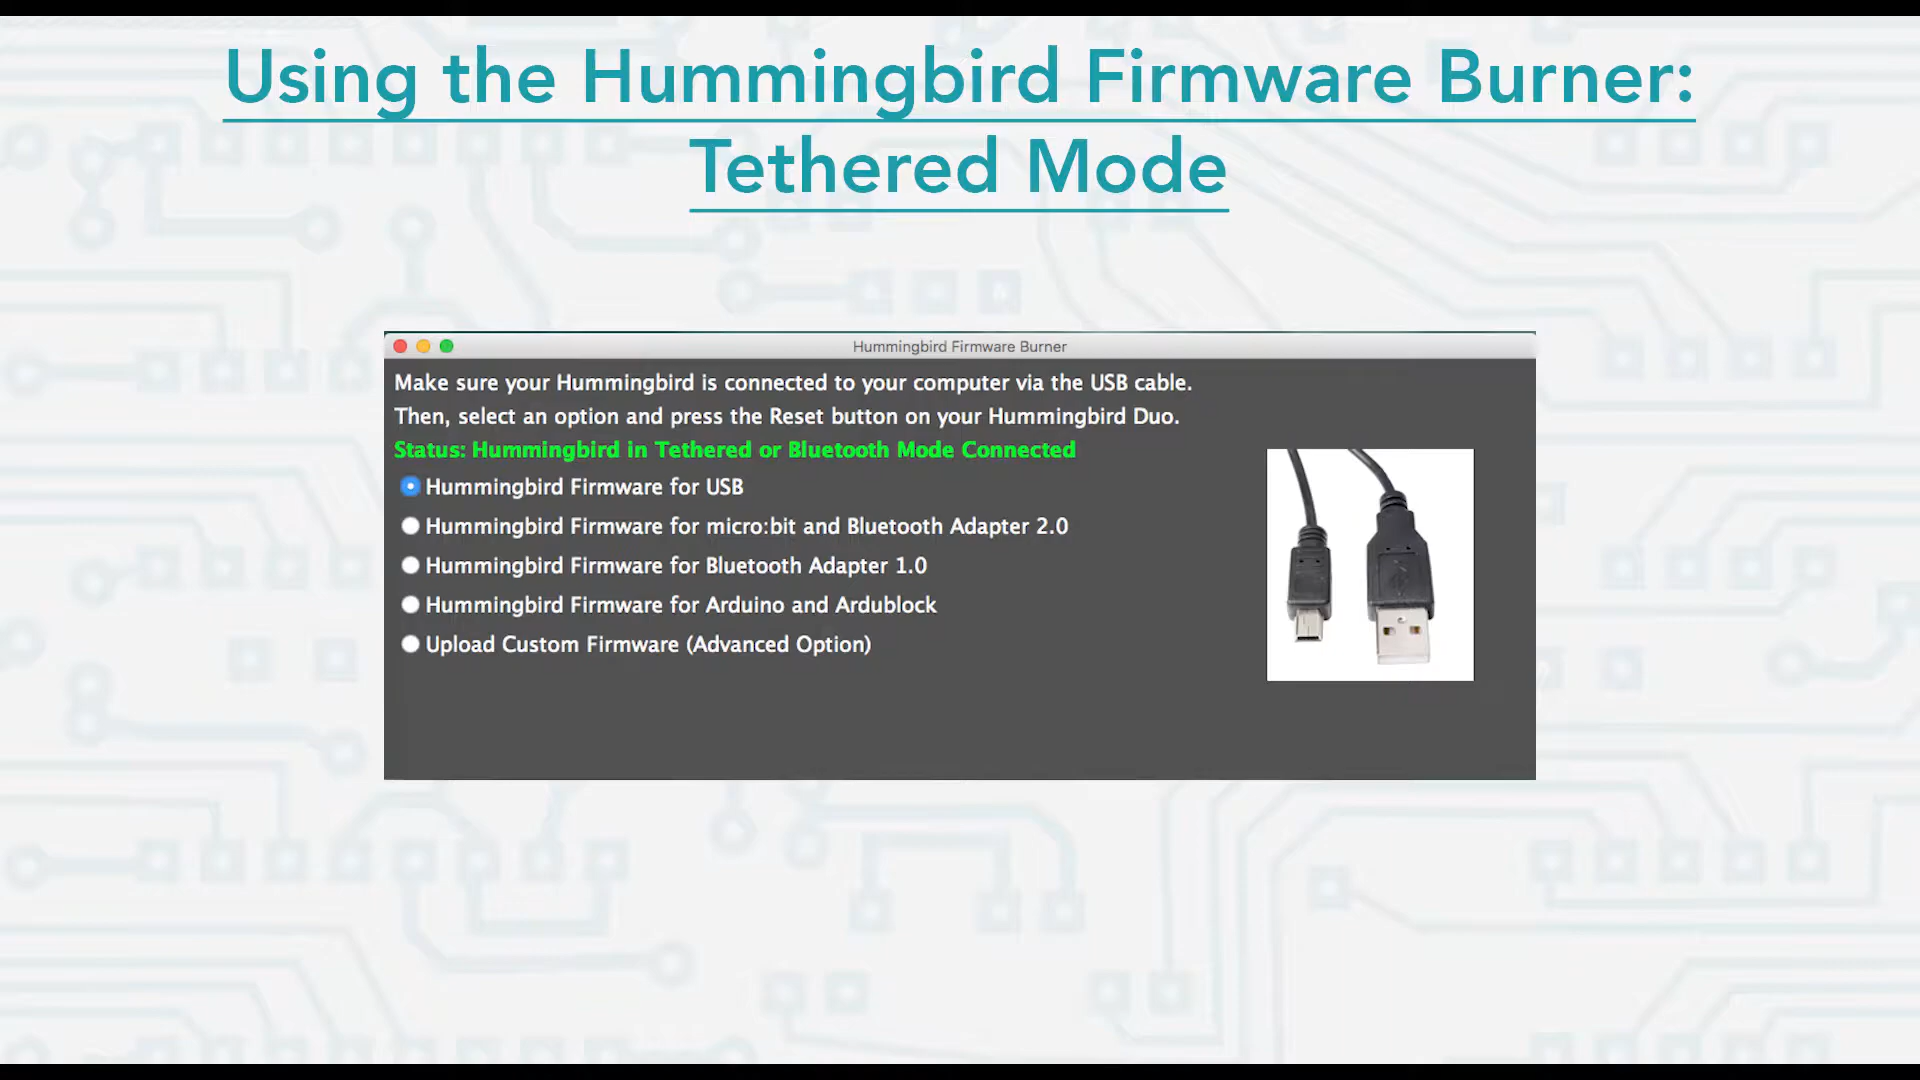 Using the Hummingbird Firmware Burner:
Tethered Mode
Hummingbird Firmware Burner
Make sure your Hummingbird is connected to your computer via the USB cable.
Then, select an option and press the Reset button on your Hummingbird Duo.
Status: Hummingbird in Tethered or Bluetooth Mode Connected
Hummingbird Firmware for USB
Hummingbird Firmware for micro:bit and Bluetooth Adapter 2.0
Hummingbird Firmware for Bluetooth Adapter 1.0
Hummingbird Firmware for Arduino and Ardublock
Upload Custom Firmware (Advanced Option)